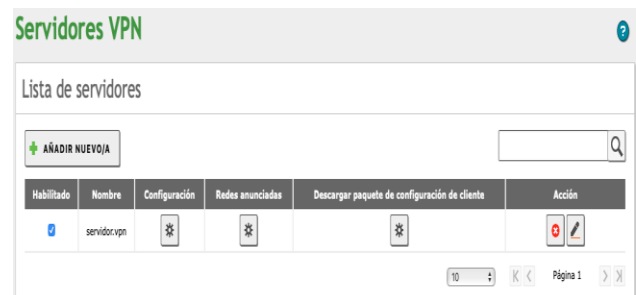 Servidores VPN
?
Lista de servidores
+ AÑADIR NUEVO/A
Habilitado Nombre Configuración Redes anunciadas Descargar paquete de configuración de cliente Acción
servidor.vpn
10 Página 1